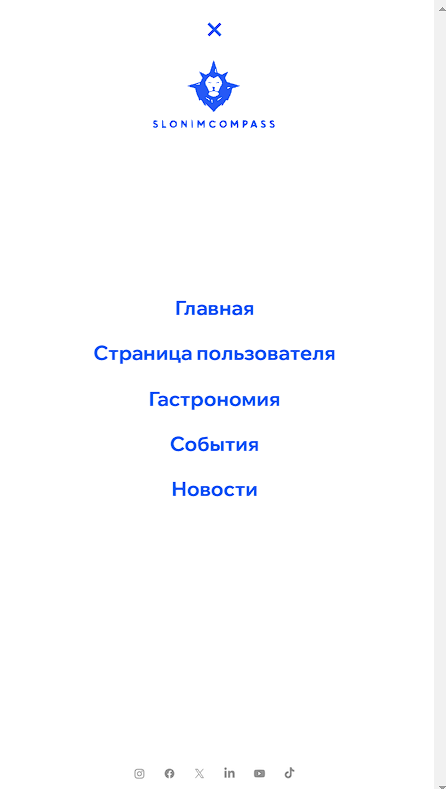 SLONIMCOMPASS
Главная
Страница пользователя
Гастрономия
События
Новости